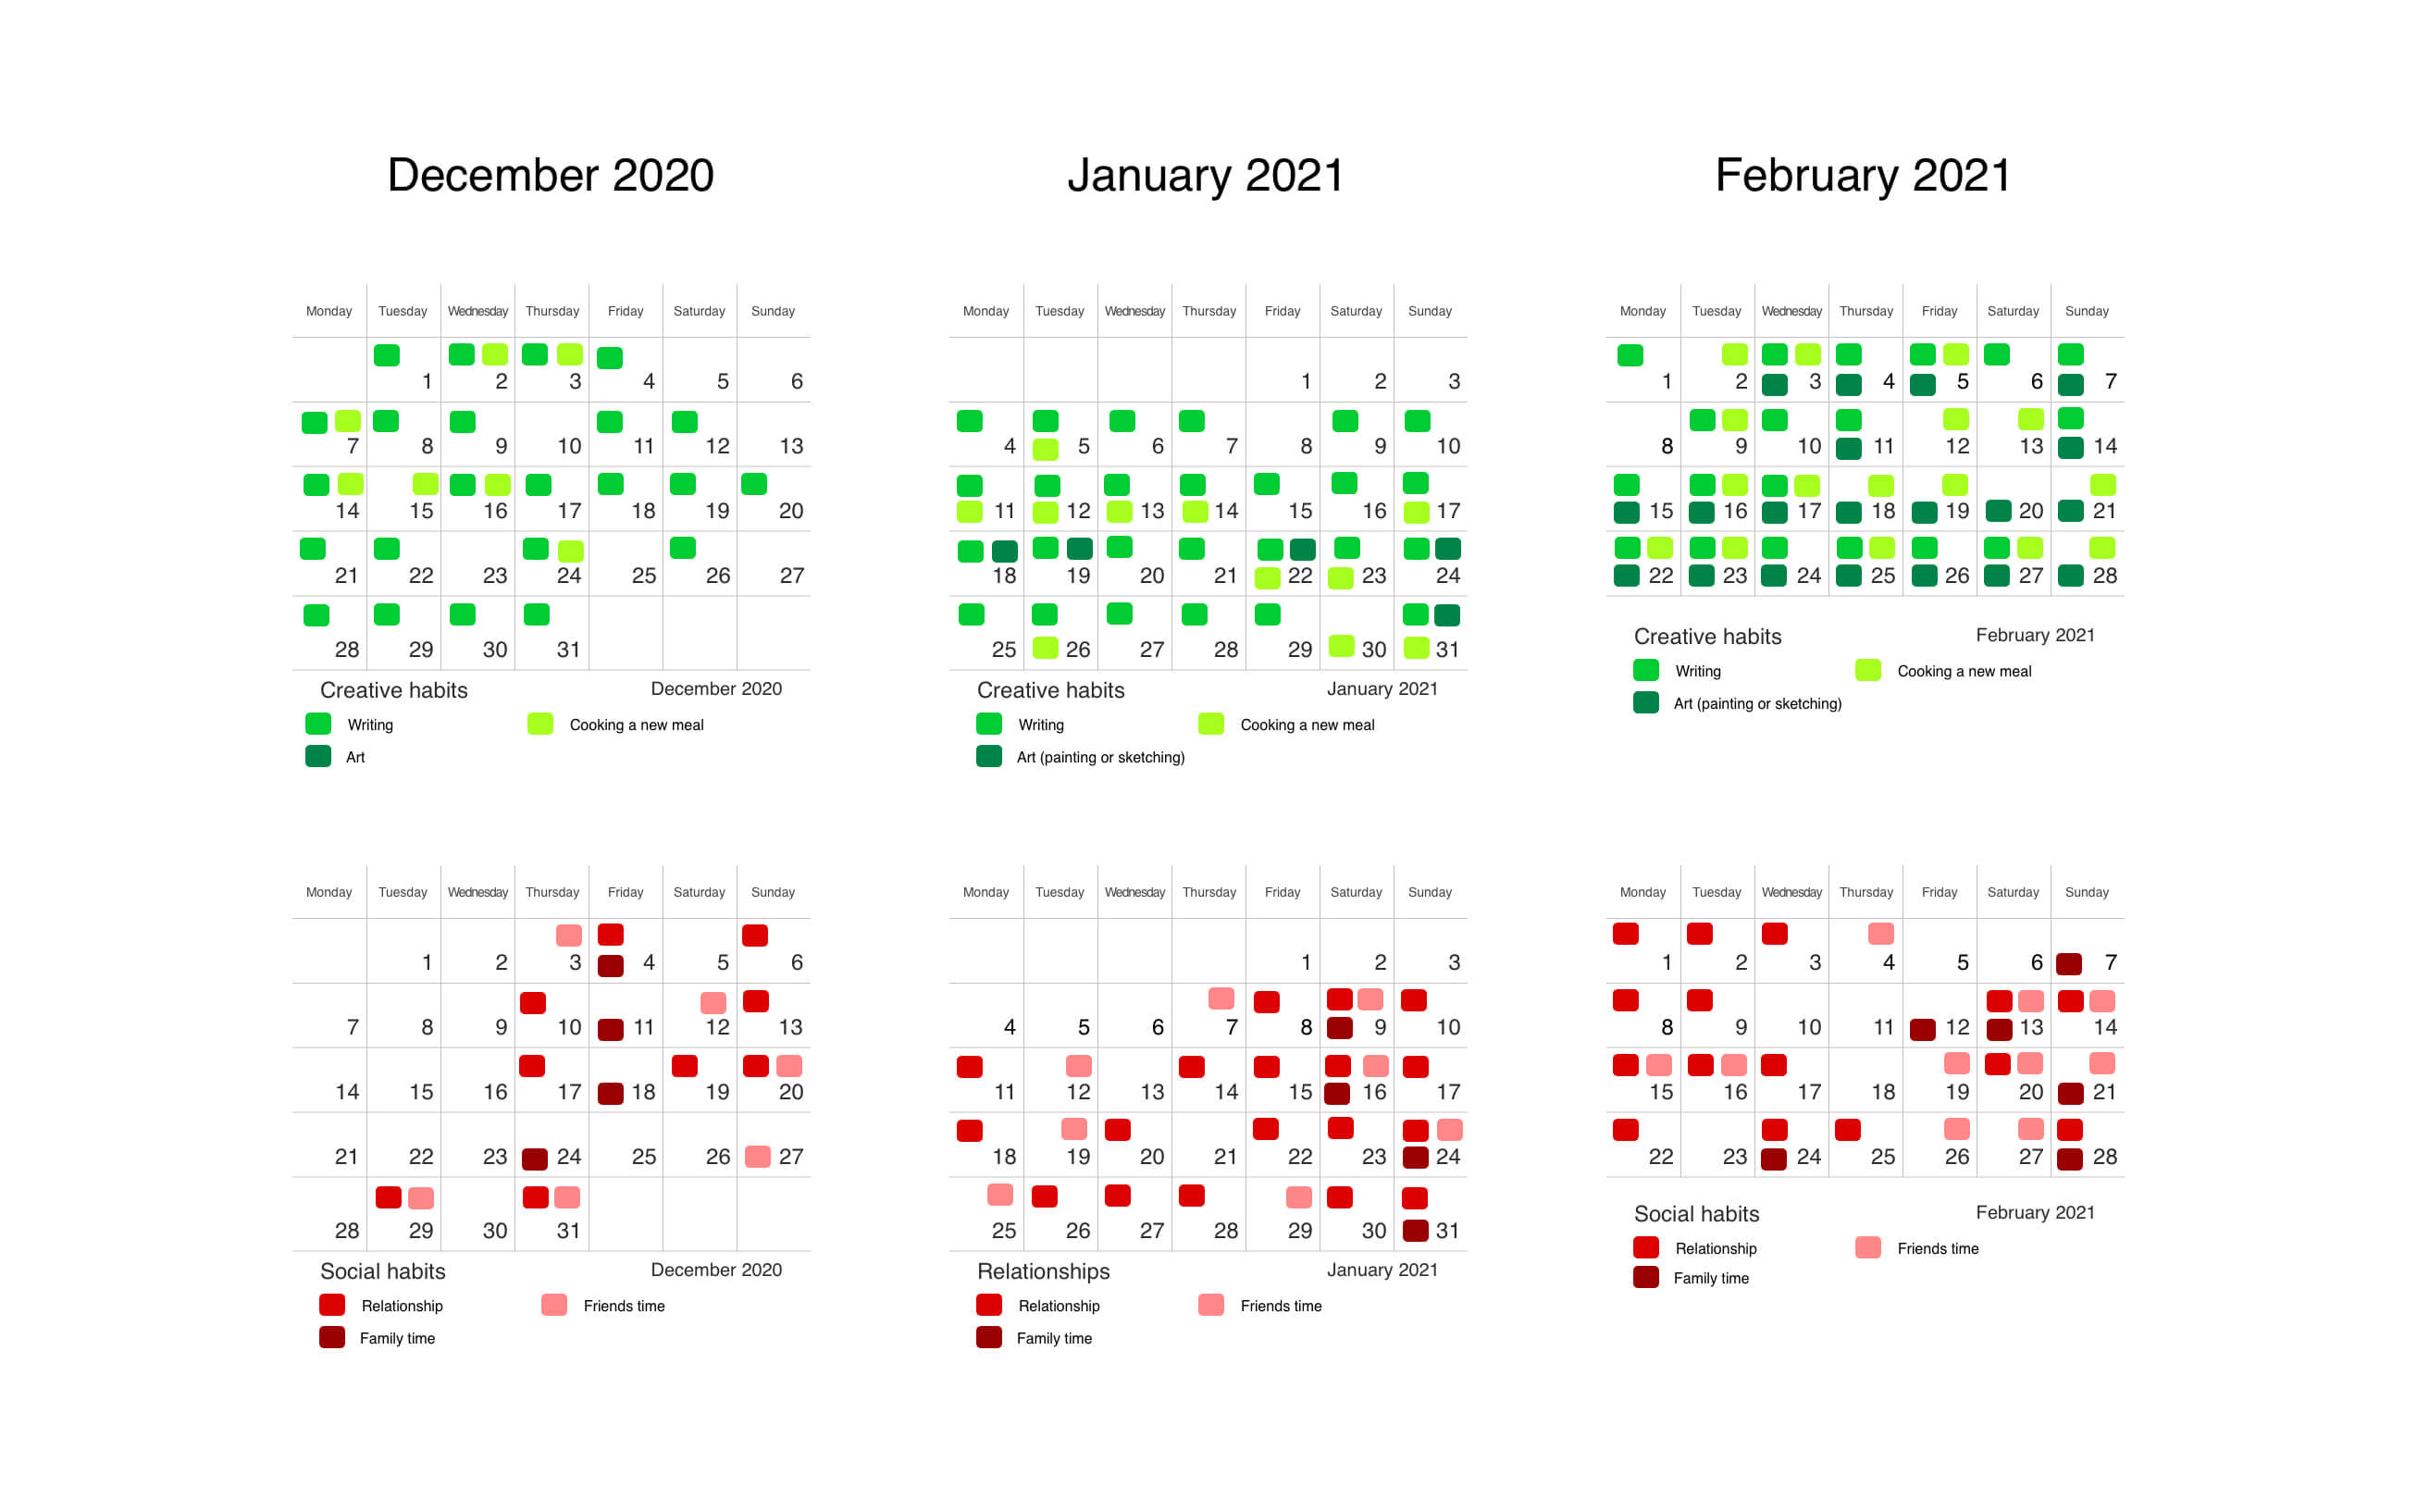 December 2020
January 2021
February 2021
Monday Tuesday Wednesday Thursday Friday Saturday Sunday
1 2 3 4 5 6
7 8 9 10 11 12 13
14 15 16 17 18 19 20
21 22 23 24 25 26 27
28 29 30 31
Creative habits December 2020
Writing Cooking a new meal
Art
Monday Tuesday Wednesday Thursday Friday Saturday Sunday
1 2 3
4 5 6 7 8 9 10
11 12 13 14 15 16 17
18 19 20 21 22 23 24
25 26 27 28 29 30 31
Creative habits January 2021
Writing Cooking a new meal
Art (painting or sketching)
Monday Tuesday Wednesday Thursday Friday Saturday Sunday
1 2 3 4 5 6 7
8 9 10 11 12 13 14
15 16 17 18 19 20 21
22 23 24 25 26 27 28
Creative habits February 2021
Writing Cooking a new meal
Art (painting or sketching)
Monday Tuesday Wednesday Thursday Friday Saturday Sunday
1 2 3 4 5 6
7 8 9 10 11 12 13
14 15 16 17 18 19 20
21 22 23 24 25 26 27
28 29 30 31
Social habits December 2020
Relationship Friends time
Family time
Monday Tuesday Wednesday Thursday Friday Saturday Sunday
1 2 3
4 5 6 7 8 9 10
11 12 13 14 15 16 17
18 19 20 21 22 23 24
25 26 27 28 29 30 31
Relationships January 2021
Relationship Friends time
Family time
Monday Tuesday Wednesday Thursday Friday Saturday Sunday
1 2 3 4 5 6 7
8 9 10 11 12 13 14
15 16 17 18 19 20 21
22 23 24 25 26 27 28
Social habits February 2021
Relationship Friends time
Family time